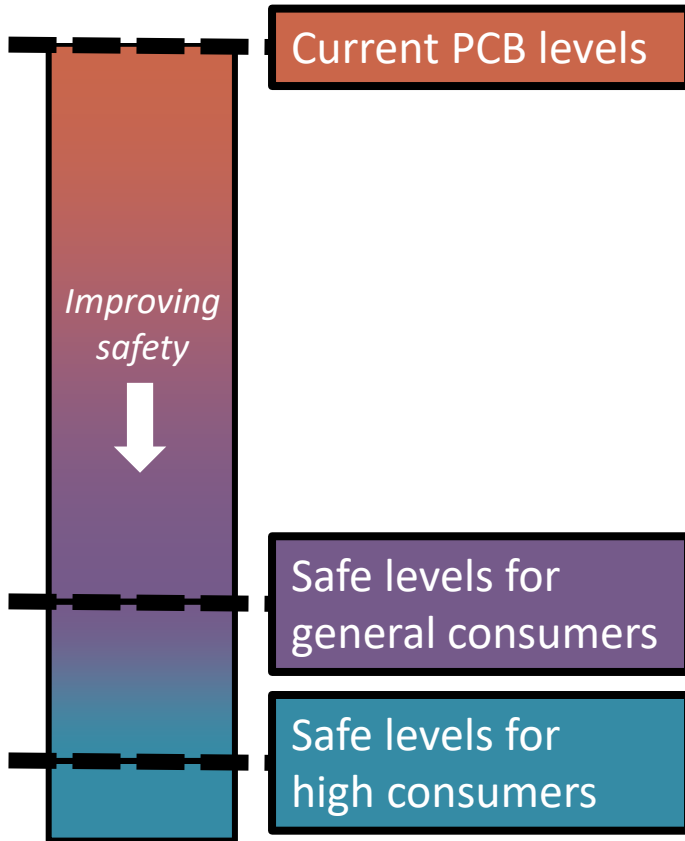 Current PCB levels
Improving
safety
Safe levels for
general consumers
Safe levels for
high consumers